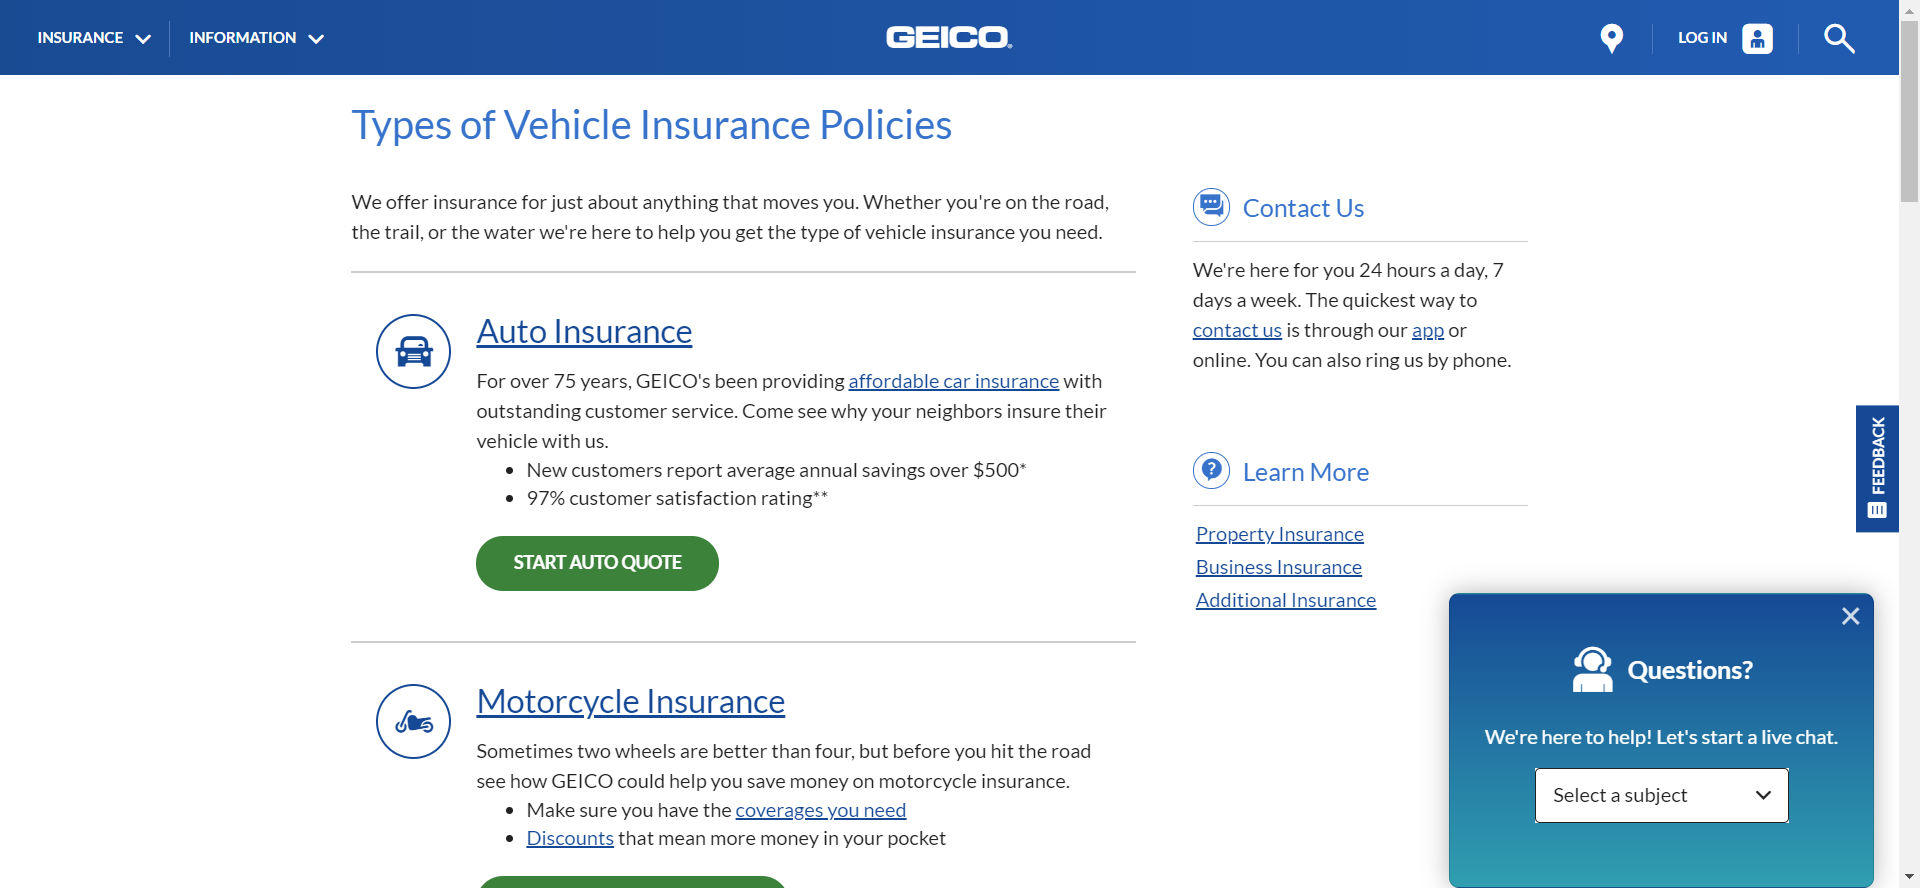 INSURANCE
INFORMATION
GEICO
LOG IN
Types of Vehicle Insurance Policies
We offer insurance for just about anything that moves you. Whether you're on the road,
the trail, or the water we're here to help you get the type of vehicle insurance you need.
Auto Insurance
For over 75 years, GEICO's been providing affordable car insurance with
outstanding customer service. Come see why your neighbors insure their
vehicle with us.
• New customers report average annual savings over $500*
• 97% customer satisfaction rating**
START AUTO QUOTE
Motorcycle Insurance
Sometimes two wheels are better than four, but before you hit the road
see how GEICO could help you save money on motorcycle insurance.
• Make sure you have the coverages you need
• Discounts that mean more money in your pocket
Contact Us
We're here for you 24 hours a day, 7
days a week. The quickest way to
contact us is through our app or
online. You can also ring us by phone.
Learn More
Property Insurance
Business Insurance
Additional Insurance
FEEDBACK
Questions?
We're here to help! Let's start a live chat.
Select a subject